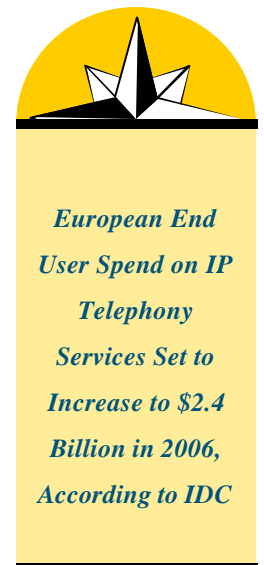 European End
User Spend on IP
Telephony
Services Set to
Increase to $2.4
Billion in 2006,
According to IDC